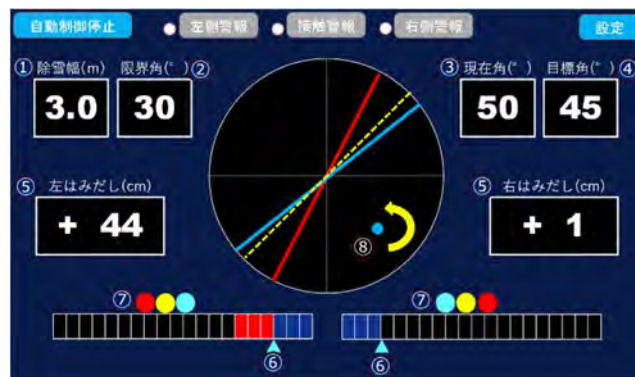 自動制御停止 左側警報 接触警報 右側警報 設定
① 除雪幅(m) 限界角(°) ② ③ 現在角(°) 目標角(°) ④
3.0 30 50 45
⑤ 左はみだし(cm) ⑤ 右はみだし(cm)
+ 44 + 1
⑧
⑦ ⑦
⑥ ⑥